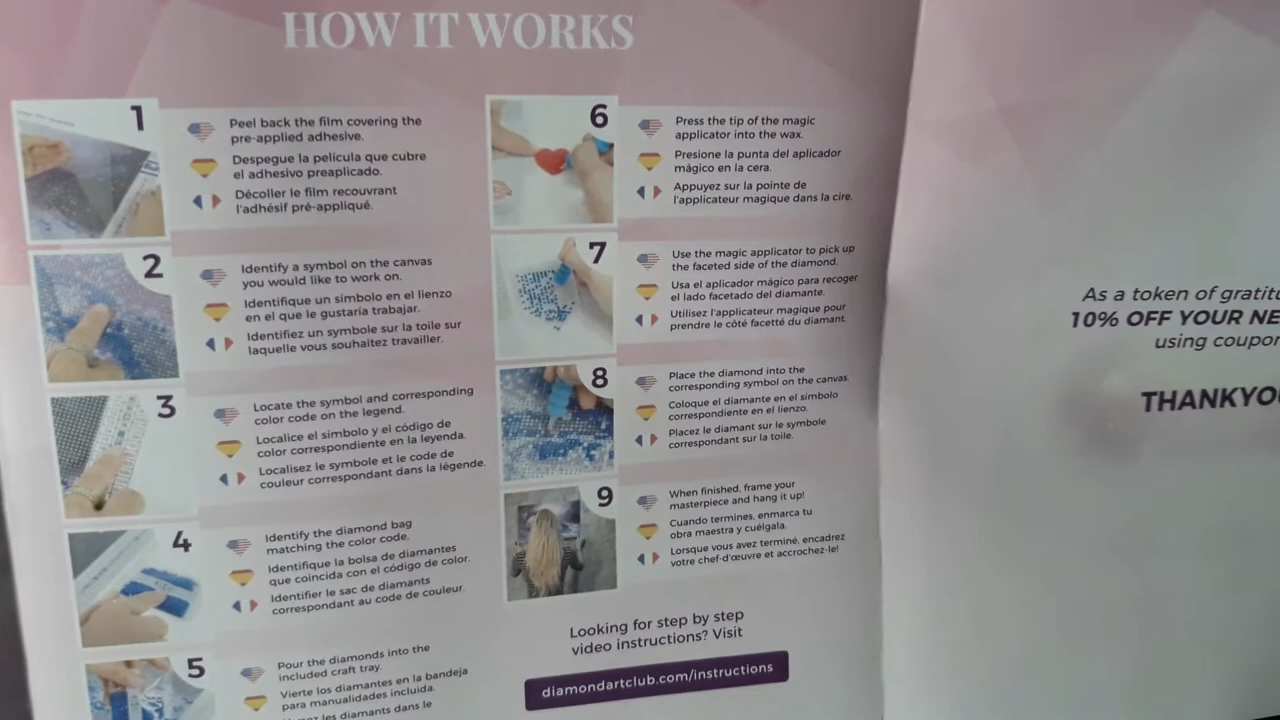 HOW IT WORKS
1
Peel back the film covering the
pre-applied adhesive.
Despegue la película que cubre
el adhesivo preaplicado.
Décoller le film recouvrant
l'adhésif pré-appliqué.
2
Identify a symbol on the canvas
you would like to work on.
Identifique un símbolo en el lienzo
en el que le gustaría trabajar.
Identifiez un symbole sur la toile sur
laquelle vous souhaitez travailler.
3
Locate the symbol and corresponding
color code on the legend.
Localice el símbolo y el código de
color correspondiente en la leyenda.
Localisez le symbole et le code de
couleur correspondant dans la légende.
4
Identify the diamond bag
matching the color code.
Identifique la bolsa de diamantes
que coincida con el código de color.
Identifier le sac de diamants
correspondant au code de couleur.
5
Pour the diamonds into the
included craft tray.
Vierte los diamantes en la bandeja
para manualidades incluida.
les diamants dans le
6
Press the tip of the magic
applicator into the wax.
Presione la punta del aplicador
mágico en la cera.
Appuyez sur la pointe de
l'applicateur magique dans la cire.
7
Use the magic applicator to pick up
the faceted side of the diamond.
Usa el aplicador mágico para recoger
el lado facetado del diamante.
Utilisez l'applicateur magique pour
prendre le côté facetté du diamant.
8
Place the diamond into the
corresponding symbol on the canvas.
Coloque el diamante en el símbolo
correspondiente en el lienzo.
Placez le diamant sur le symbole
correspondant sur la toile.
9
When finished, frame your
masterpiece and hang it up!
Cuando termines, enmarca tu
obra maestra y cuélgala.
Lorsque vous avez terminé, encadrez
votre chef-d'œuvre et accrochez-le!
Looking for step by step
video instructions? Visit
diamondartclub.com/instructions
As a token of gratitu
10% OFF YOUR NE
using coupon
THANKYO